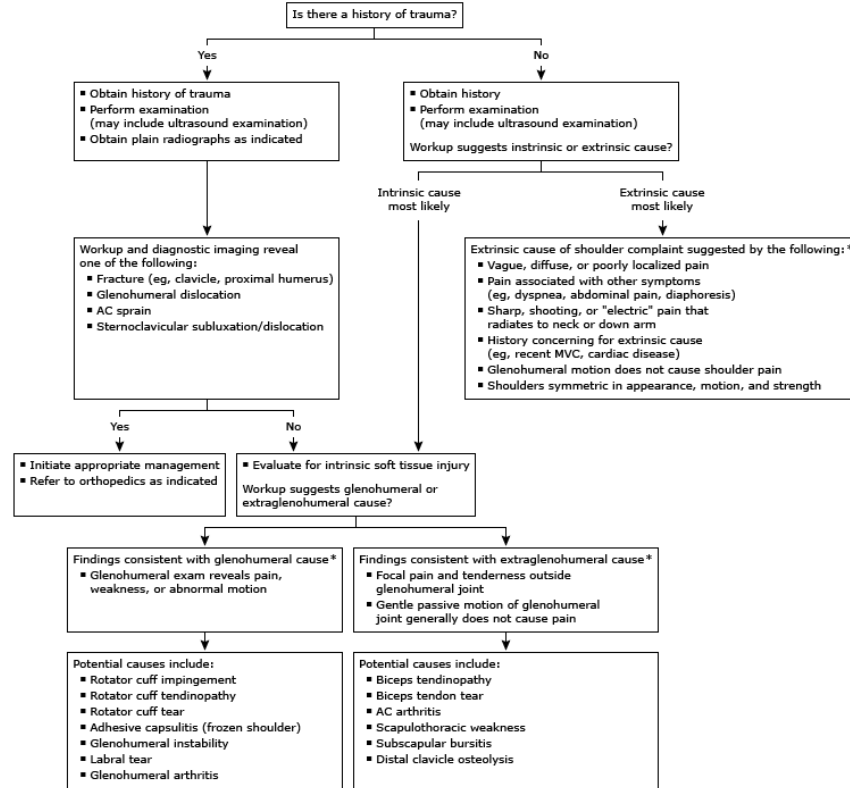 Is there a history of trauma?
Yes
No
▪ Obtain history of trauma
▪ Perform examination
(may include ultrasound examination)
▪ Obtain plain radiographs as indicated
▪ Obtain history
▪ Perform examination
(may include ultrasound examination)
Workup suggests instrinsic or extrinsic cause?
Intrinsic cause
most likely
Extrinsic cause
most likely
Workup and diagnostic imaging reveal
one of the following:
▪ Fracture (eg, clavicle, proximal humerus)
▪ Glenohumeral dislocation
▪ AC sprain
▪ Sternoclavicular subluxation/dislocation
Extrinsic cause of shoulder complaint suggested by the following:*
▪ Vague, diffuse, or poorly localized pain
▪ Pain associated with other symptoms
(eg, dyspnea, abdominal pain, diaphoresis)
▪ Sharp, shooting, or "electric" pain that
radiates to neck or down arm
▪ History concerning for extrinsic cause
(eg, recent MVC, cardiac disease)
▪ Glenohumeral motion does not cause shoulder pain
▪ Shoulders symmetric in appearance, motion, and strength
Yes
No
▪ Initiate appropriate management
▪ Refer to orthopedics as indicated
▪ Evaluate for intrinsic soft tissue injury
Workup suggests glenohumeral or
extraglenohumeral cause?
Findings consistent with glenohumeral cause*
▪ Glenohumeral exam reveals pain,
weakness, or abnormal motion
Findings consistent with extraglenohumeral cause*
▪ Focal pain and tenderness outside
glenohumeral joint
▪ Gentle passive motion of glenohumeral
joint generally does not cause pain
Potential causes include:
▪ Rotator cuff impingement
▪ Rotator cuff tendinopathy
▪ Rotator cuff tear
▪ Adhesive capsulitis (frozen shoulder)
▪ Glenohumeral instability
▪ Labral tear
▪ Glenohumeral arthritis
Potential causes include:
▪ Biceps tendinopathy
▪ Biceps tendon tear
▪ AC arthritis
▪ Scapulothoracic weakness
▪ Subscapular bursitis
▪ Distal clavicle osteolysis